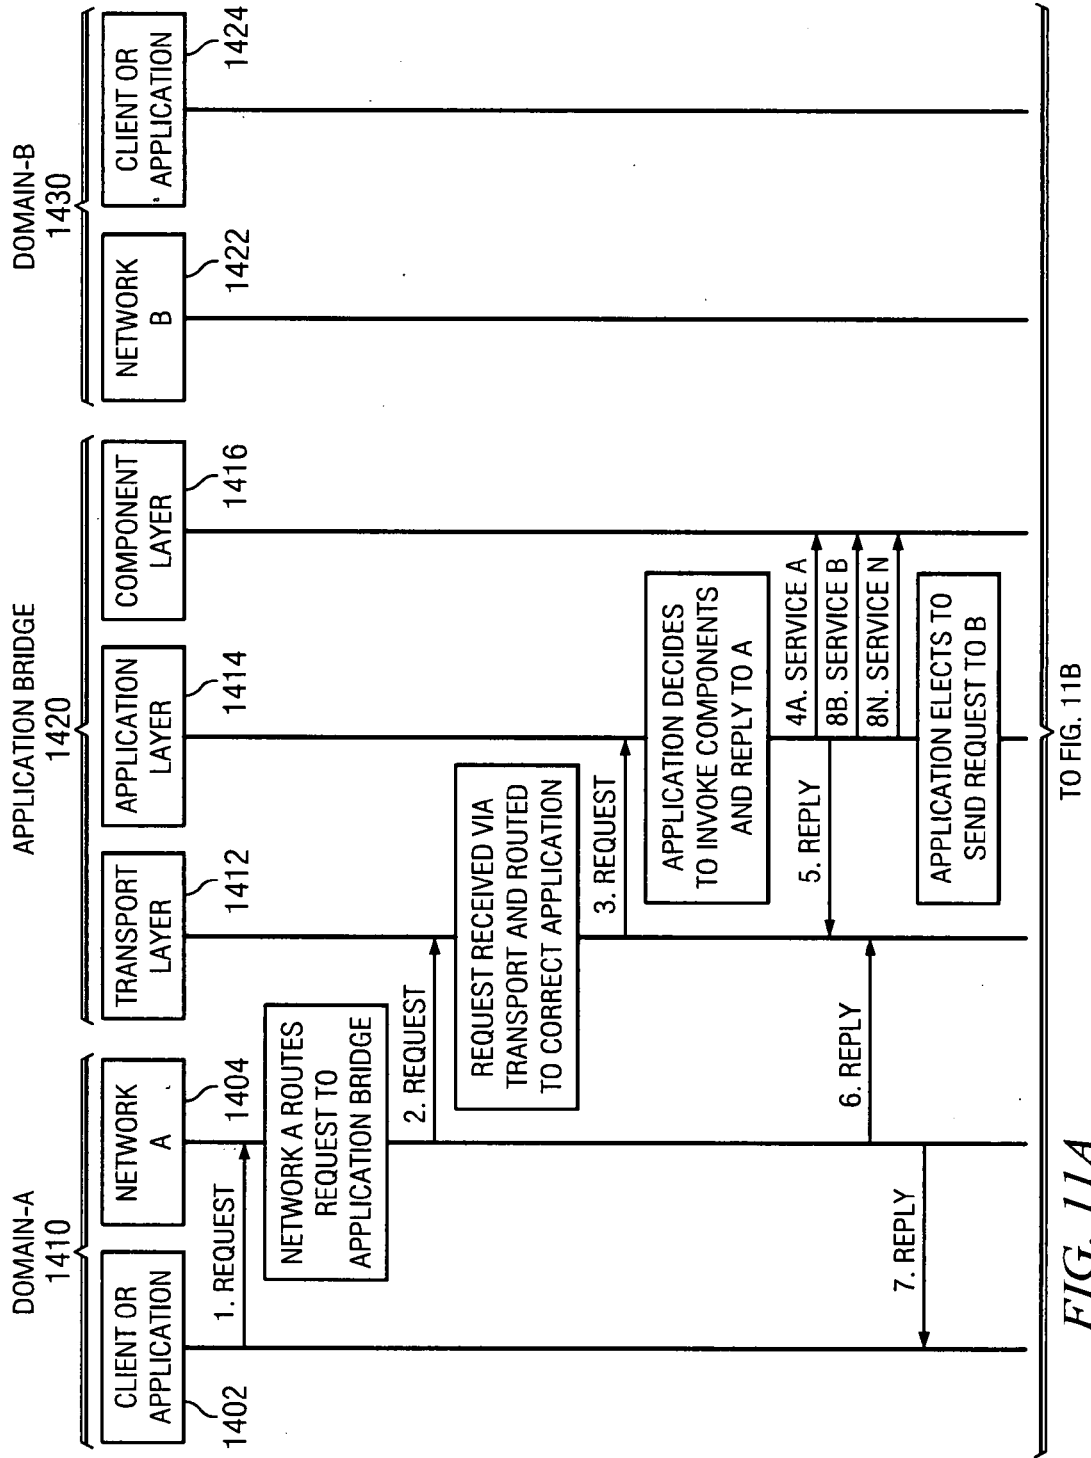 DOMAIN-A
1410
APPLICATION BRIDGE
1420
DOMAIN-B
1430
CLIENT OR
APPLICATION
1402
NETWORK
A
1404
TRANSPORT
LAYER
1412
APPLICATION
LAYER
1414
COMPONENT
LAYER
1416
NETWORK
B
1422
CLIENT OR
APPLICATION
1424
1. REQUEST
NETWORK A ROUTES
REQUEST TO
APPLICATION BRIDGE
2. REQUEST
REQUEST RECEIVED VIA
TRANSPORT AND ROUTED
TO CORRECT APPLICATION
3. REQUEST
APPLICATION DECIDES
TO INVOKE COMPONENTS
AND REPLY TO A
4A. SERVICE A
5. REPLY
8B. SERVICE B
6. REPLY
8N. SERVICE N
7. REPLY
APPLICATION ELECTS TO
SEND REQUEST TO B
TO FIG. 11B
FIG. 11A